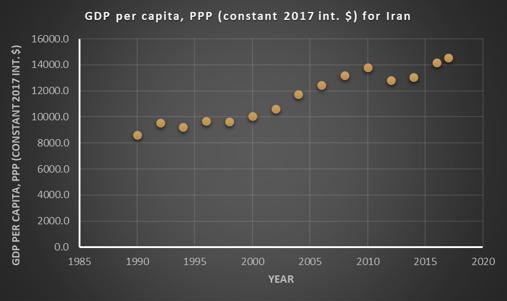 GDP per capita, PPP (constant 2017 int. $) for Iran
GDP PER CAPITA, PPP (CONSTANT 2017 INT. $)
16000.0
14000.0
12000.0
10000.0
8000.0
6000.0
4000.0
2000.0
0.0
1985 1990 1995 2000 2005 2010 2015 2020
YEAR